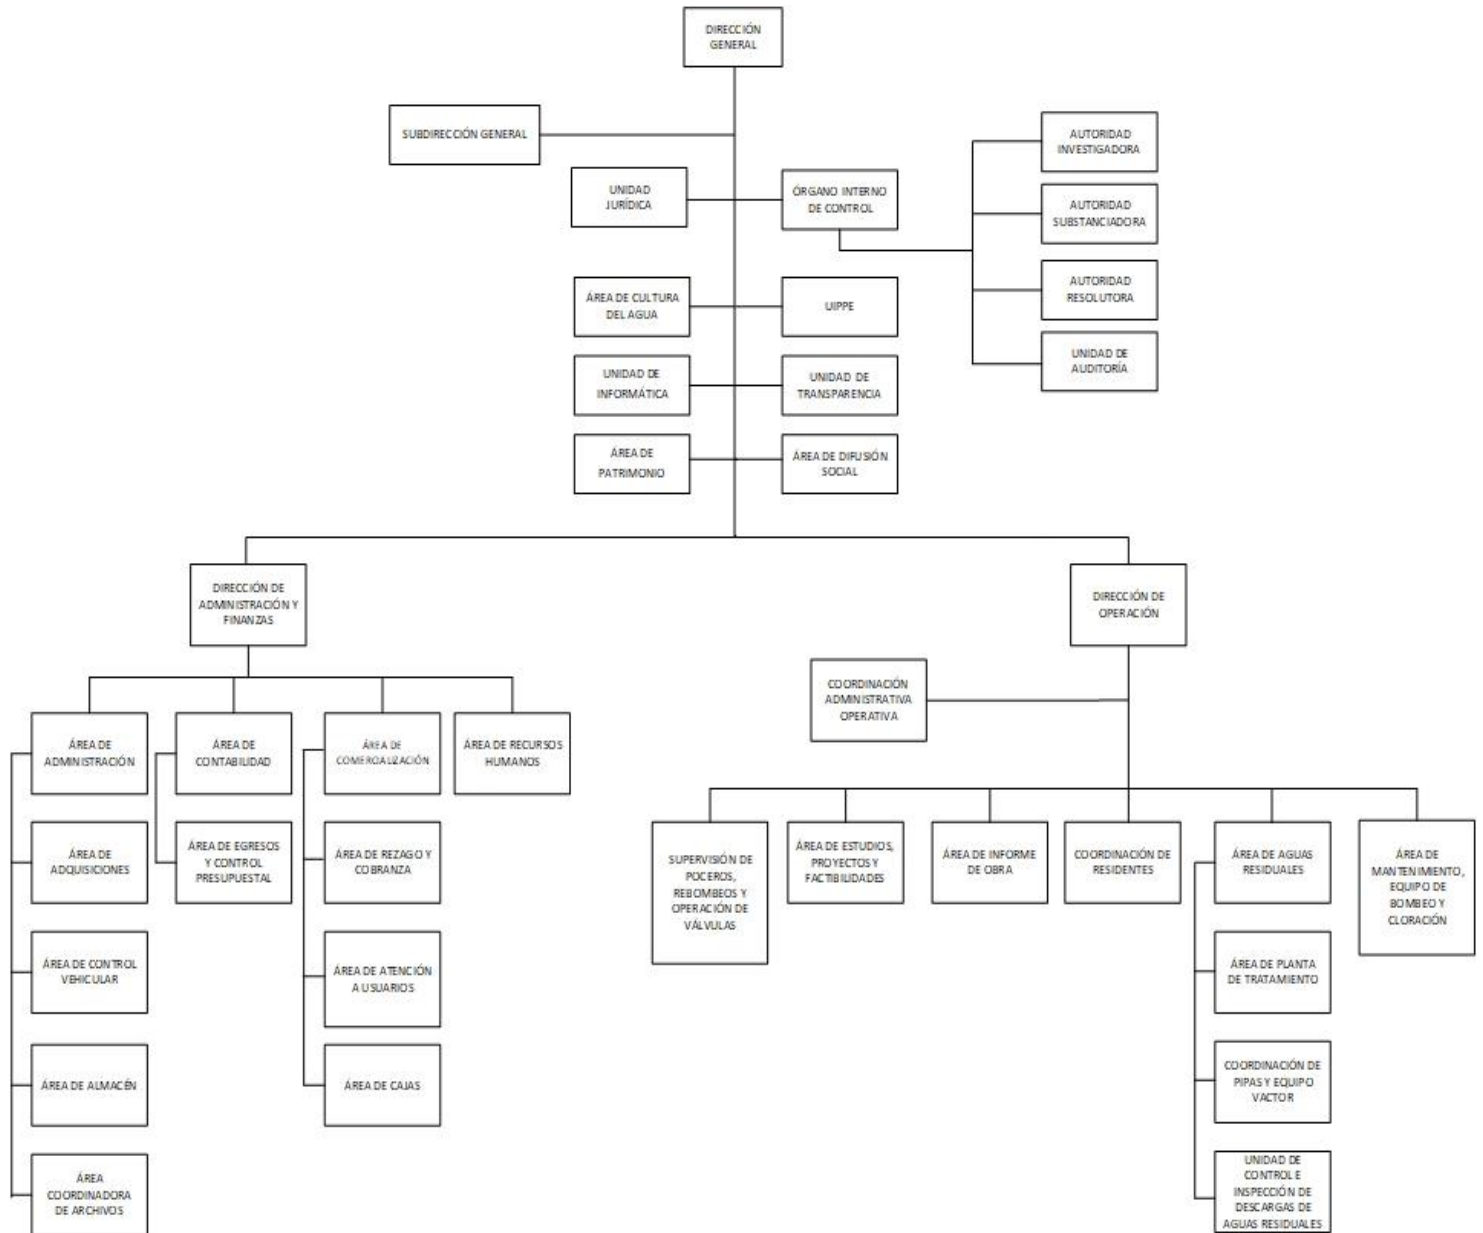 DIRECCIÓN
GENERAL
SUBDIRECCIÓN GENERAL
AUTORIDAD
INVESTIGADORA
UNIDAD
JURÍDICA
ÓRGANO INTERNO
DE CONTROL
AUTORIDAD
SUBSTANCIADORA
ÁREA DE CULTURA
DEL AGUA
UIPPE
AUTORIDAD
RESOLUTORA
UNIDAD DE
INFORMÁTICA
UNIDAD DE
TRANSPARENCIA
UNIDAD DE
AUDITORÍA
ÁREA DE
PATRIMONIO
ÁREA DE DIFUSIÓN
SOCIAL
DIRECCIÓN DE
ADMINISTRACIÓN Y
FINANZAS
DIRECCIÓN DE
OPERACIÓN
COORDINACIÓN
ADMINISTRATIVA
OPERATIVA
ÁREA DE
ADMINISTRACIÓN
ÁREA DE
CONTABILIDAD
ÁREA DE
COMERCIALIZACIÓN
ÁREA DE RECURSOS
HUMANOS
ÁREA DE
ADQUISICIONES
ÁREA DE EGRESOS
Y CONTROL
PRESUPUESTAL
ÁREA DE REZAGO Y
COBRANZA
SUPERVISIÓN DE
POCEROS,
REBOMBEOS Y
OPERACIÓN DE
VÁLVULAS
ÁREA DE ESTUDIOS,
PROYECTOS Y
FACTIBILIDADES
ÁREA DE INFORME
DE OBRA
COORDINACIÓN DE
RESIDENTES
ÁREA DE AGUAS
RESIDUALES
ÁREA DE
MANTENIMIENTO,
EQUIPO DE
BOMBEO Y
CLORACIÓN
ÁREA DE CONTROL
VEHICULAR
ÁREA DE ATENCIÓN
A USUARIOS
ÁREA DE PLANTA
DE TRATAMIENTO
ÁREA DE ALMACÉN
ÁREA DE CAJAS
COORDINACIÓN DE
PIPAS Y EQUIPO
VACTOR
ÁREA
COORDINADORA
DE ARCHIVOS
UNIDAD DE
CONTROL E
INSPECCIÓN DE
DESCARGAS DE
AGUAS RESIDUALES